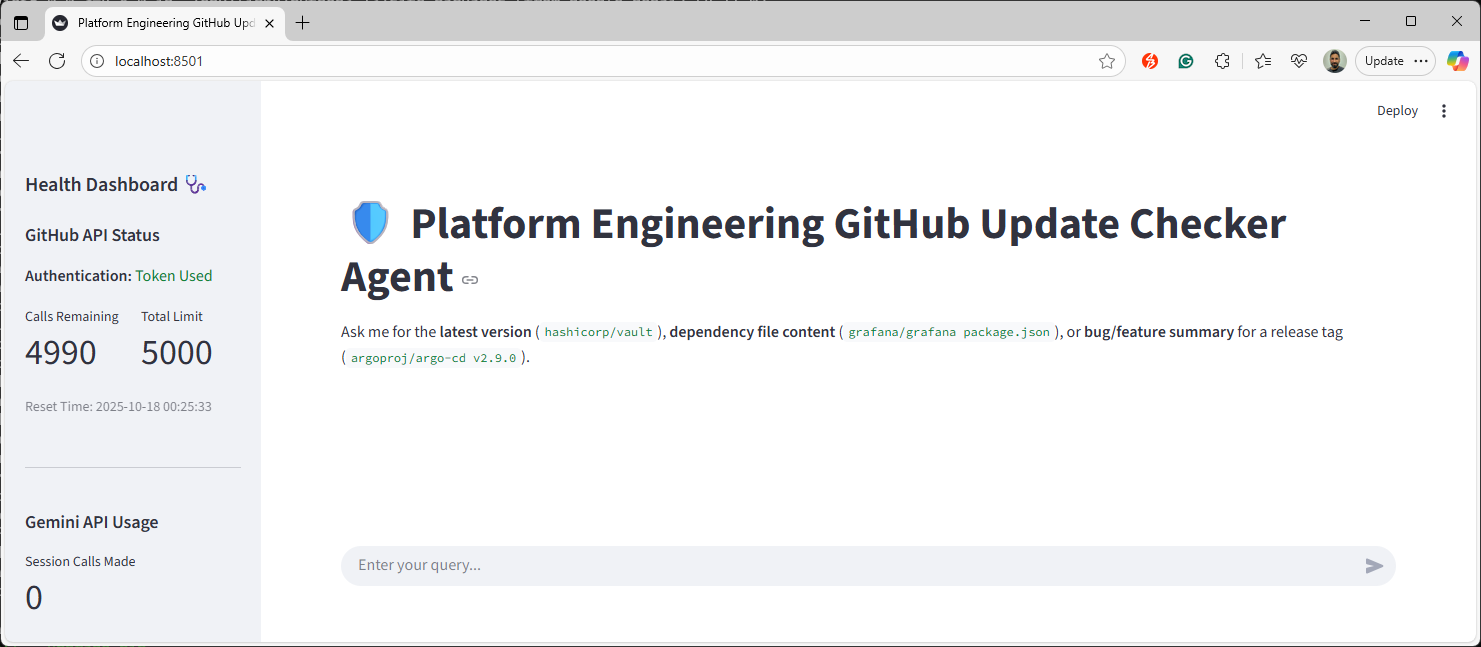 Platform Engineering GitHub Upd
localhost:8501
Update
Deploy
Health Dashboard
GitHub API Status
Authentication: Token Used
Calls Remaining Total Limit
4990 5000
Reset Time: 2025-10-18 00:25:33
Gemini API Usage
Session Calls Made
0
Platform Engineering GitHub Update Checker
Agent
Ask me for the latest version ( hashicorp/vault ), dependency file content ( grafana/grafana package.json ), or bug/feature summary for a release tag
( argoproj/argo-cd v2.9.0 ).
Enter your query...